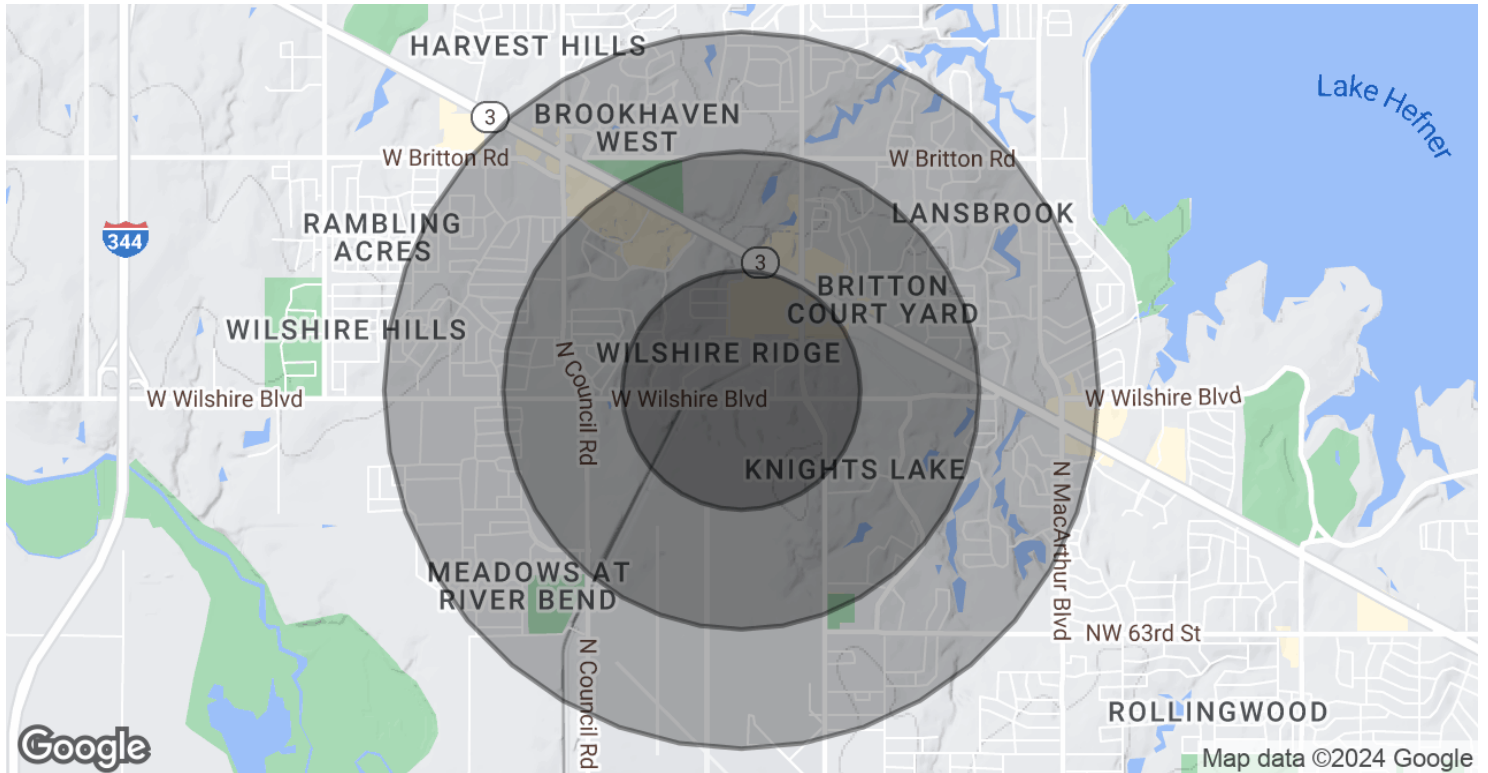 HARVEST HILLS
Lake Hefner
3
BROOKHAVEN
WEST
W Britton Rd
W Britton Rd
RAMBLING
ACRES
LANSBROOK
344
3
BRITTON
COURT YARD
WILSHIRE HILLS
WILSHIRE RIDGE
N Council Rd
W Wilshire Blvd
W Wilshire Blvd
W Wilshire Blvd
KNIGHTS LAKE
N MacArthur Blvd
MEADOWS AT
RIVER BEND
NW 63rd St
N Council Rd
ROLLINGWOOD
Google
Map data ©2024 Google